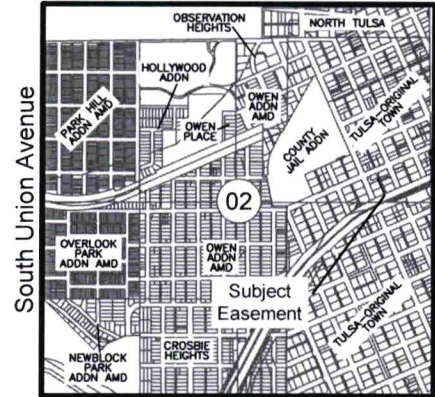 OBSERVATION
HEIGHTS
NORTH TULSA
HOLLYWOOD
ADDN
PARK HILL
ADDN AMD
OWEN
ADDN
AMD
OWEN
PLACE
COUNTY
JAIL ADDN
TULSA-ORIGINAL
TOWN
South Union Avenue
02
OVERLOOK
PARK
ADDN AMD
OWEN
ADDN
AMD
Subject
Easement
TULSA-ORIGINAL
TOWN
NEWBLOCK
PARK
ADDN AMD
CROSBIE
HEIGHTS